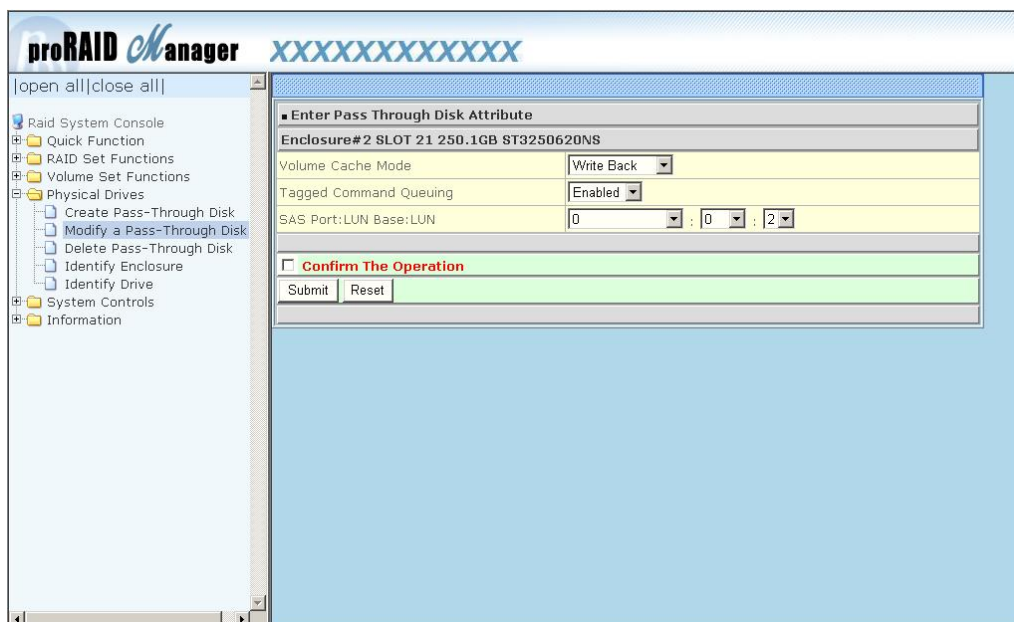 proRAID Manager XXXXXXXXXXXX
|open all|close all|
Raid System Console
Quick Function
RAID Set Functions
Volume Set Functions
Physical Drives
Create Pass-Through Disk
Modify a Pass-Through Disk
Delete Pass-Through Disk
Identify Enclosure
Identify Drive
System Controls
Information
▪ Enter Pass Through Disk Attribute
Enclosure#2 SLOT 21 250.1GB ST3250620NS
Volume Cache Mode Write Back
Tagged Command Queuing Enabled
SAS Port:LUN Base:LUN 0 : 0 : 2
Confirm The Operation
Submit Reset